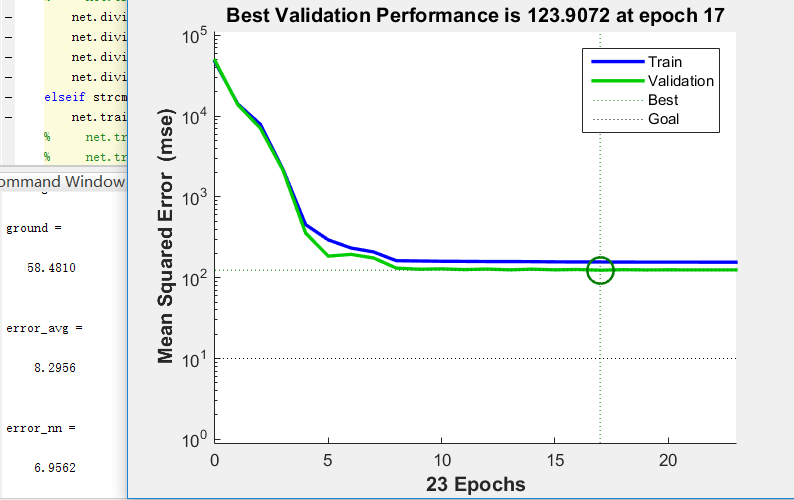 net.divi
net.divi
net.divi
net.divi
elseif strcm
net.trai
% net.tr
% net.tr
ommand Window
ground =
58.4810
error_avg =
8.2956
error_nn =
6.9562
Best Validation Performance is 123.9072 at epoch 17
Mean Squared Error (mse)
10^5
10^4
10^3
10^2
10^1
10^0
Train
Validation
Best
Goal
0
5
10
15
20
23 Epochs